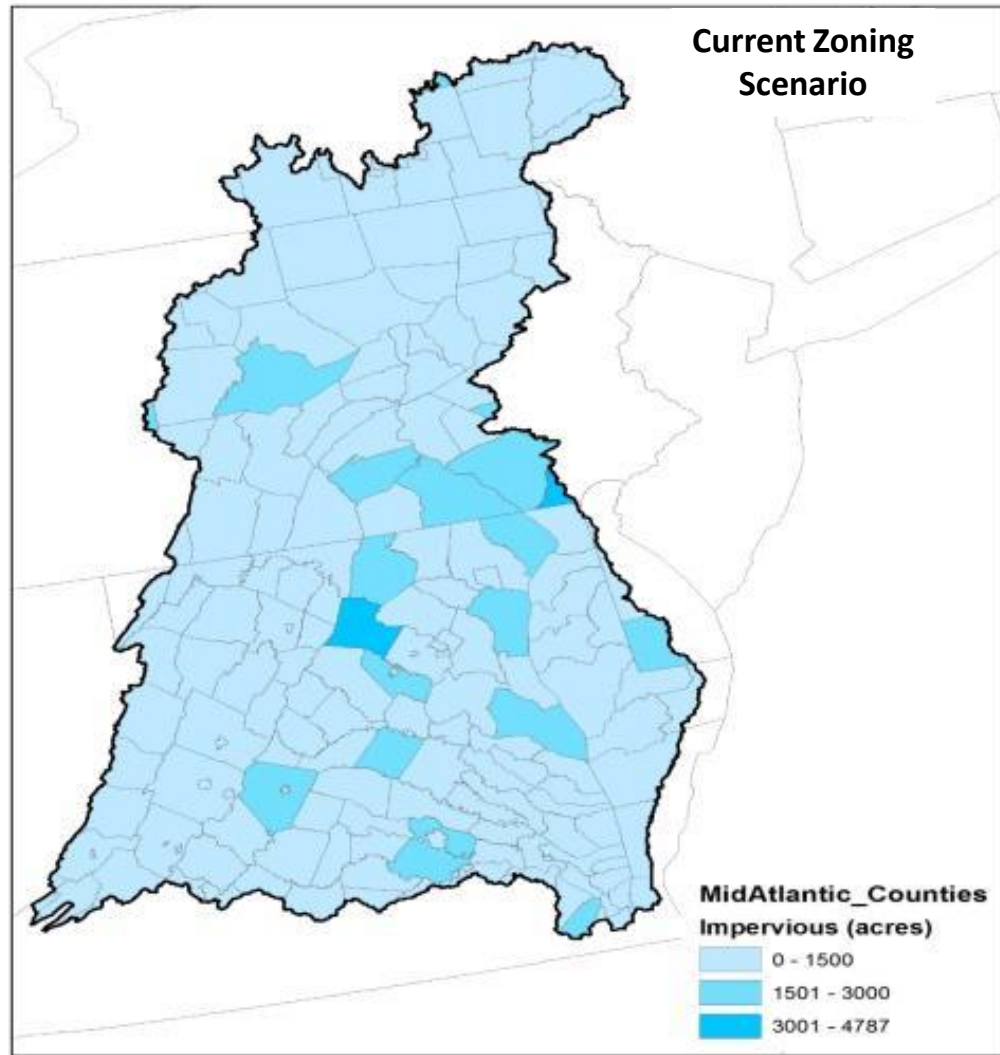 Current Zoning
Scenario
MidAtlantic_Counties
Impervious (acres)
0 - 1500
1501 - 3000
3001 - 4787